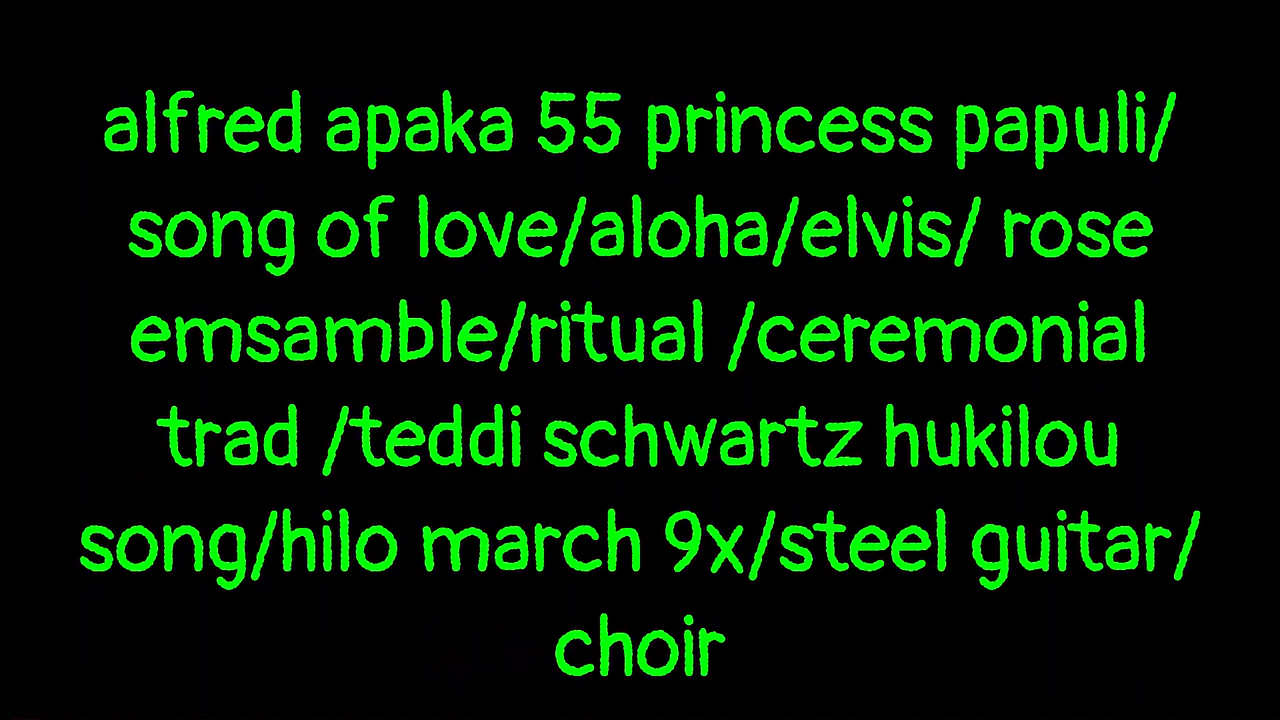 alfred apaka 55 princess papuli/
song of love/aloha/elvis/ rose
emsamble/ritual /ceremonial
trad /teddi schwartz hukilou
song/hilo march 9x/steel guitar/
choir